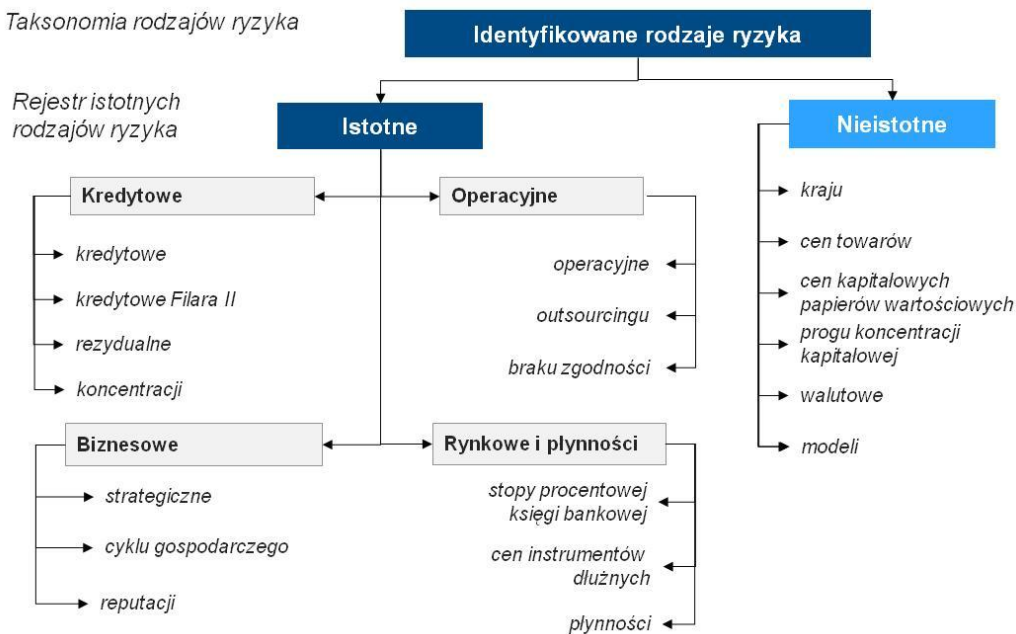 Taksonomia rodzajów ryzyka
Identyfikowane rodzaje ryzyka
Rejestr istotnych
rodzajów ryzyka
Istotne
Nieistotne
Kredytowe
kredytowe
kredytowe Filara II
rezydualne
koncentracji
Operacyjne
operacyjne
outsourcingu
braku zgodności
Biznesowe
strategiczne
cyklu gospodarczego
reputacji
Rynkowe i płynności
stopy procentowej
księgi bankowej
cen instrumentów
dłużnych
płynności
kraju
cen towarów
cen kapitałowych
papierów wartościowych
progu koncentracji
kapitałowej
walutowe
modeli